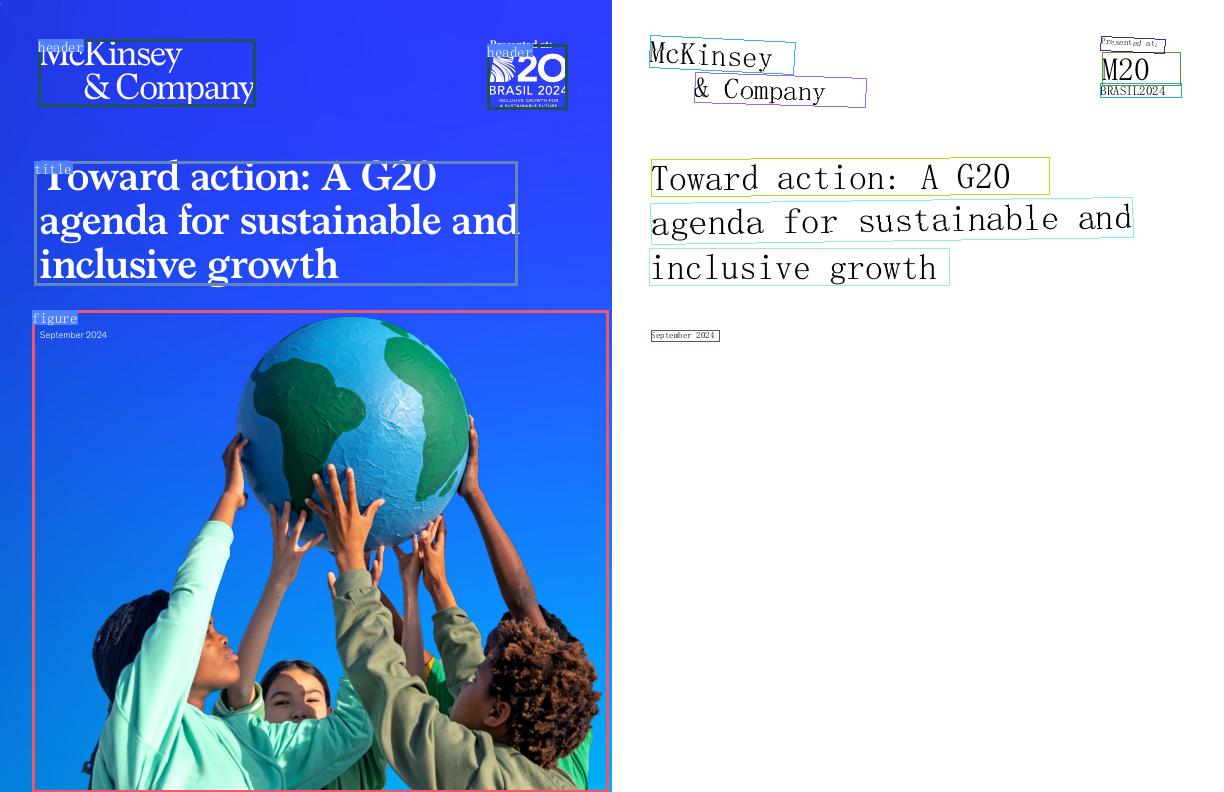 header
McKinsey
& Company
header
Presented at:
20
BRASIL 2024
INCLUSIVE GROWTH FOR
A SUSTAINABLE FUTURE
title
Toward action: A G20
agenda for sustainable and
inclusive growth
figure
September 2024
McKinsey
& Company
Presented at:
M20
BRASIL2024
Toward action: A G20
agenda for sustainable and
inclusive growth
September 2024